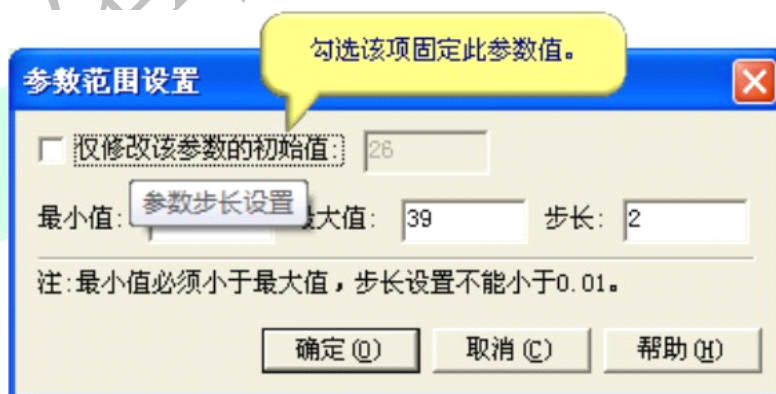 勾选该项固定此参数值。
参数范围设置
仅修改该参数的初始值: 26
最小值: 参数步长设置 大值: 39 步长: 2
注:最小值必须小于最大值,步长设置不能小于0.01。
确定(O) 取消(C) 帮助(H)